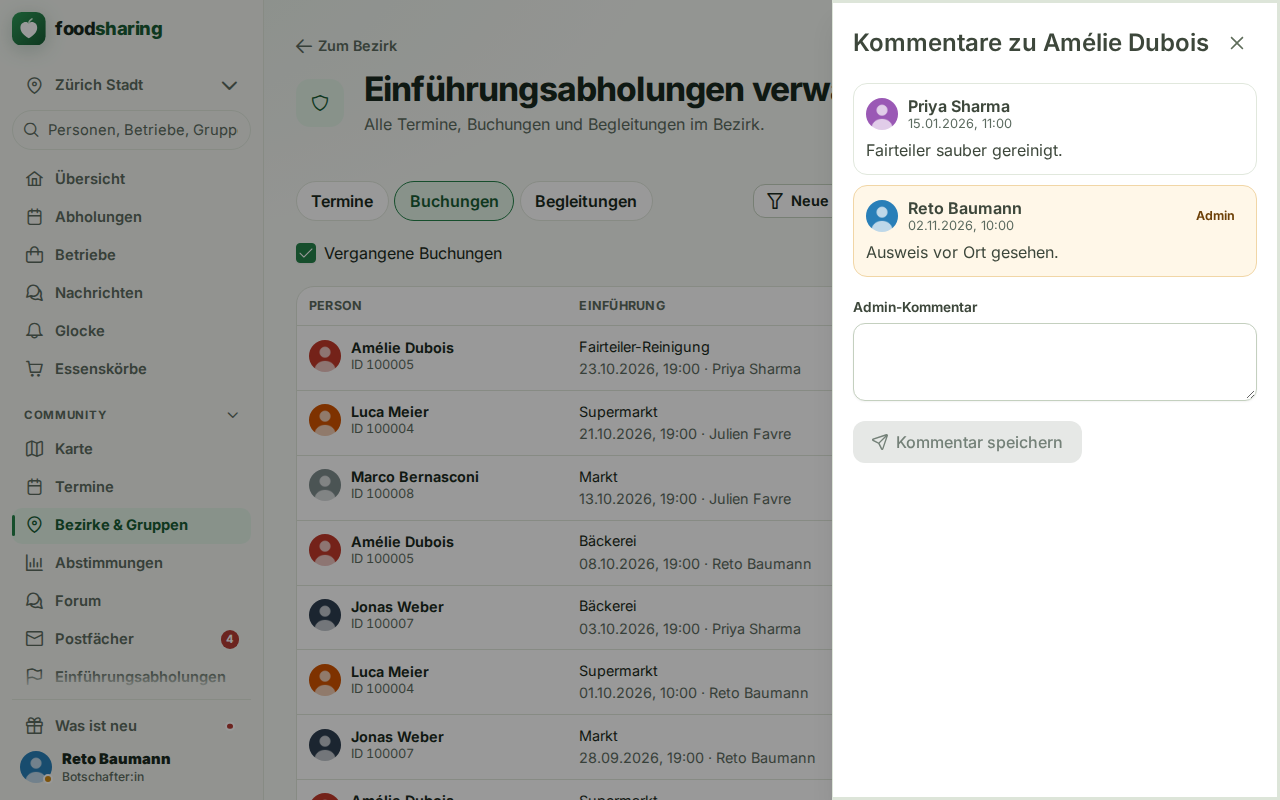 foodsharing
Zürich Stadt
Personen, Betriebe, Grupp
Übersicht
Abholungen
Betriebe
Nachrichten
Glocke
Essenskörbe
COMMUNITY
Karte
Termine
Bezirke & Gruppen
Abstimmungen
Forum
Postfächer
4
Einführungsabholungen
Was ist neu
Reto Baumann
Botschafter:in
Zum Bezirk
Einführungsabholungen verwa
Alle Termine, Buchungen und Begleitungen im Bezirk.
Termine
Buchungen
Begleitungen
Neue
Vergangene Buchungen
PERSON
EINFÜHRUNG
Amélie Dubois
ID 100005
Fairteiler-Reinigung
23.10.2026, 19:00 · Priya Sharma
Luca Meier
ID 100004
Supermarkt
21.10.2026, 19:00 · Julien Favre
Marco Bernasconi
ID 100008
Markt
13.10.2026, 19:00 · Julien Favre
Amélie Dubois
ID 100005
Bäckerei
08.10.2026, 19:00 · Reto Baumann
Jonas Weber
ID 100007
Bäckerei
03.10.2026, 19:00 · Priya Sharma
Luca Meier
ID 100004
Supermarkt
01.10.2026, 10:00 · Reto Baumann
Jonas Weber
ID 100007
Markt
28.09.2026, 19:00 · Reto Baumann
Amélie Dubois
Supermarkt
Kommentare zu Amélie Dubois
Priya Sharma
15.01.2026, 11:00
Fairteiler sauber gereinigt.
Reto Baumann
02.11.2026, 10:00
Admin
Ausweis vor Ort gesehen.
Admin-Kommentar
Kommentar speichern